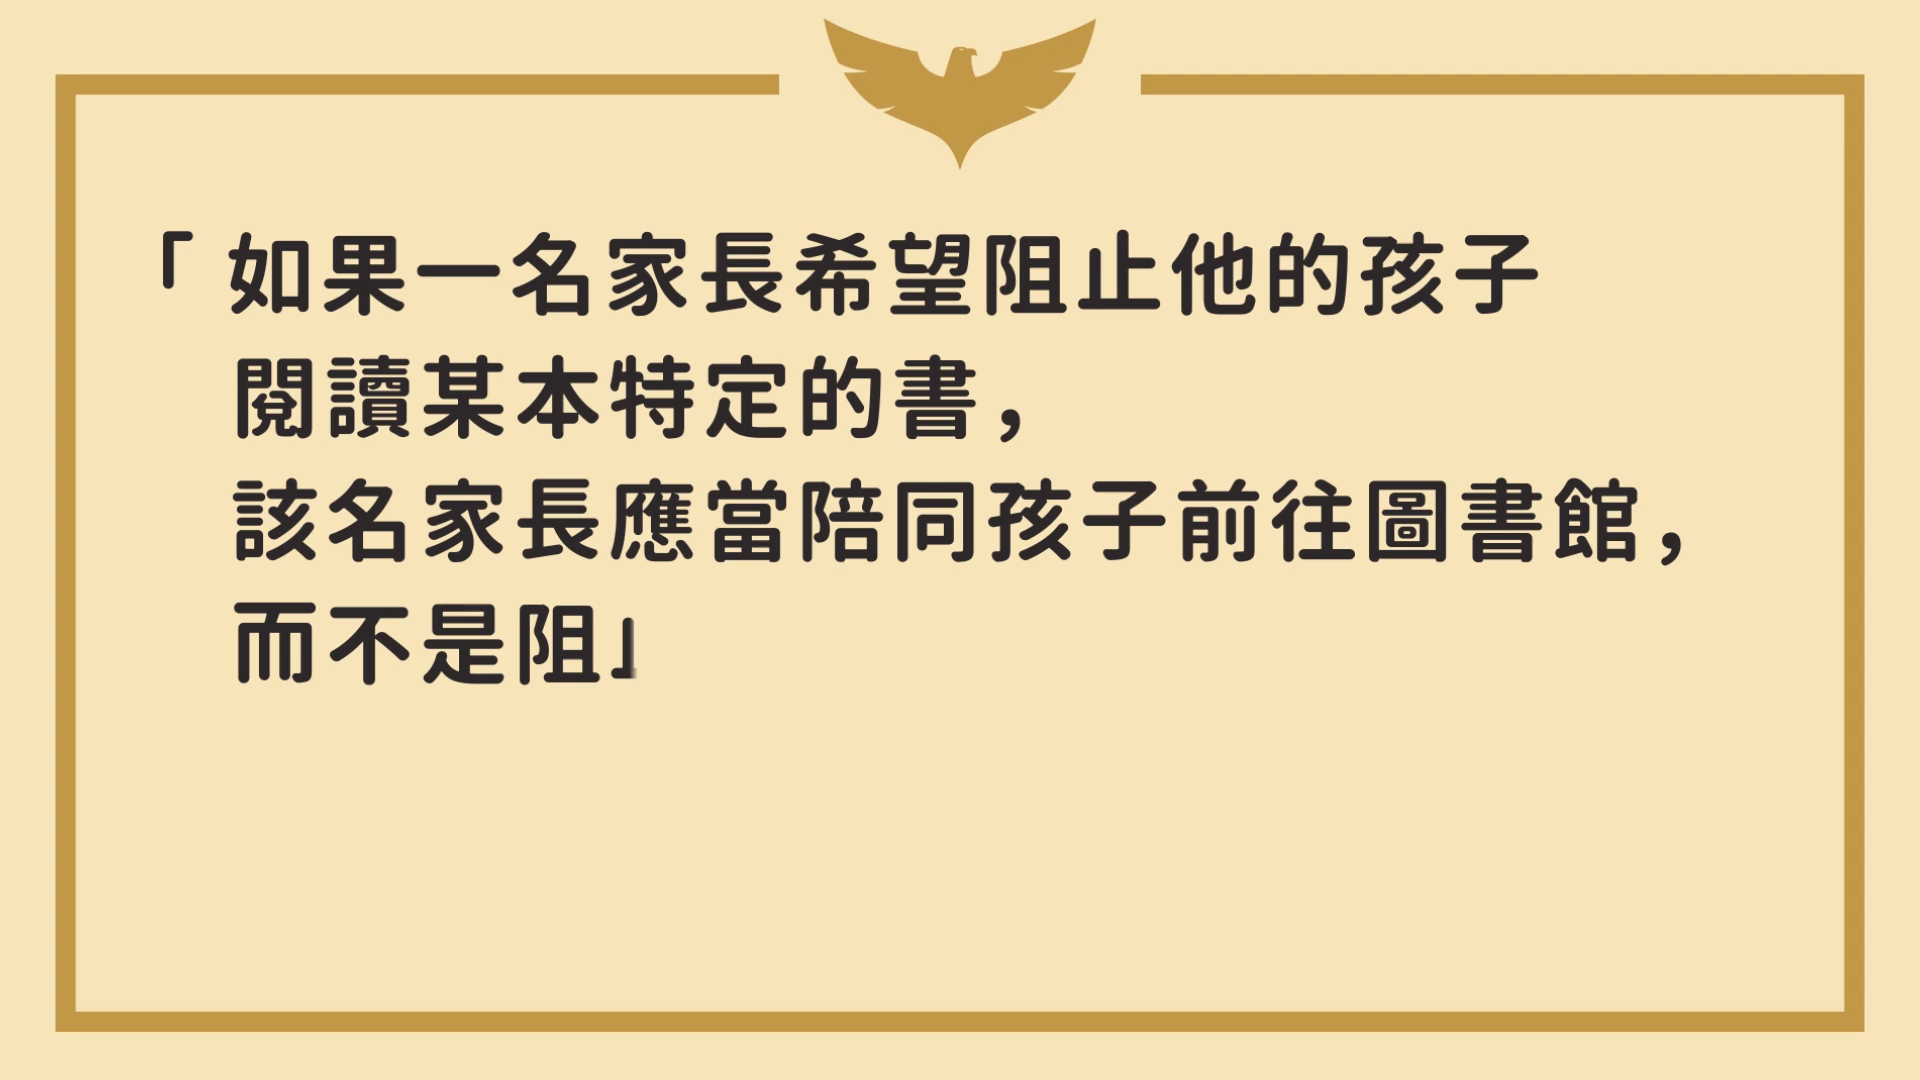 「如果一名家長希望阻止他的孩子
閱讀某本特定的書，
該名家長應當陪同孩子前往圖書館，
而不是阻